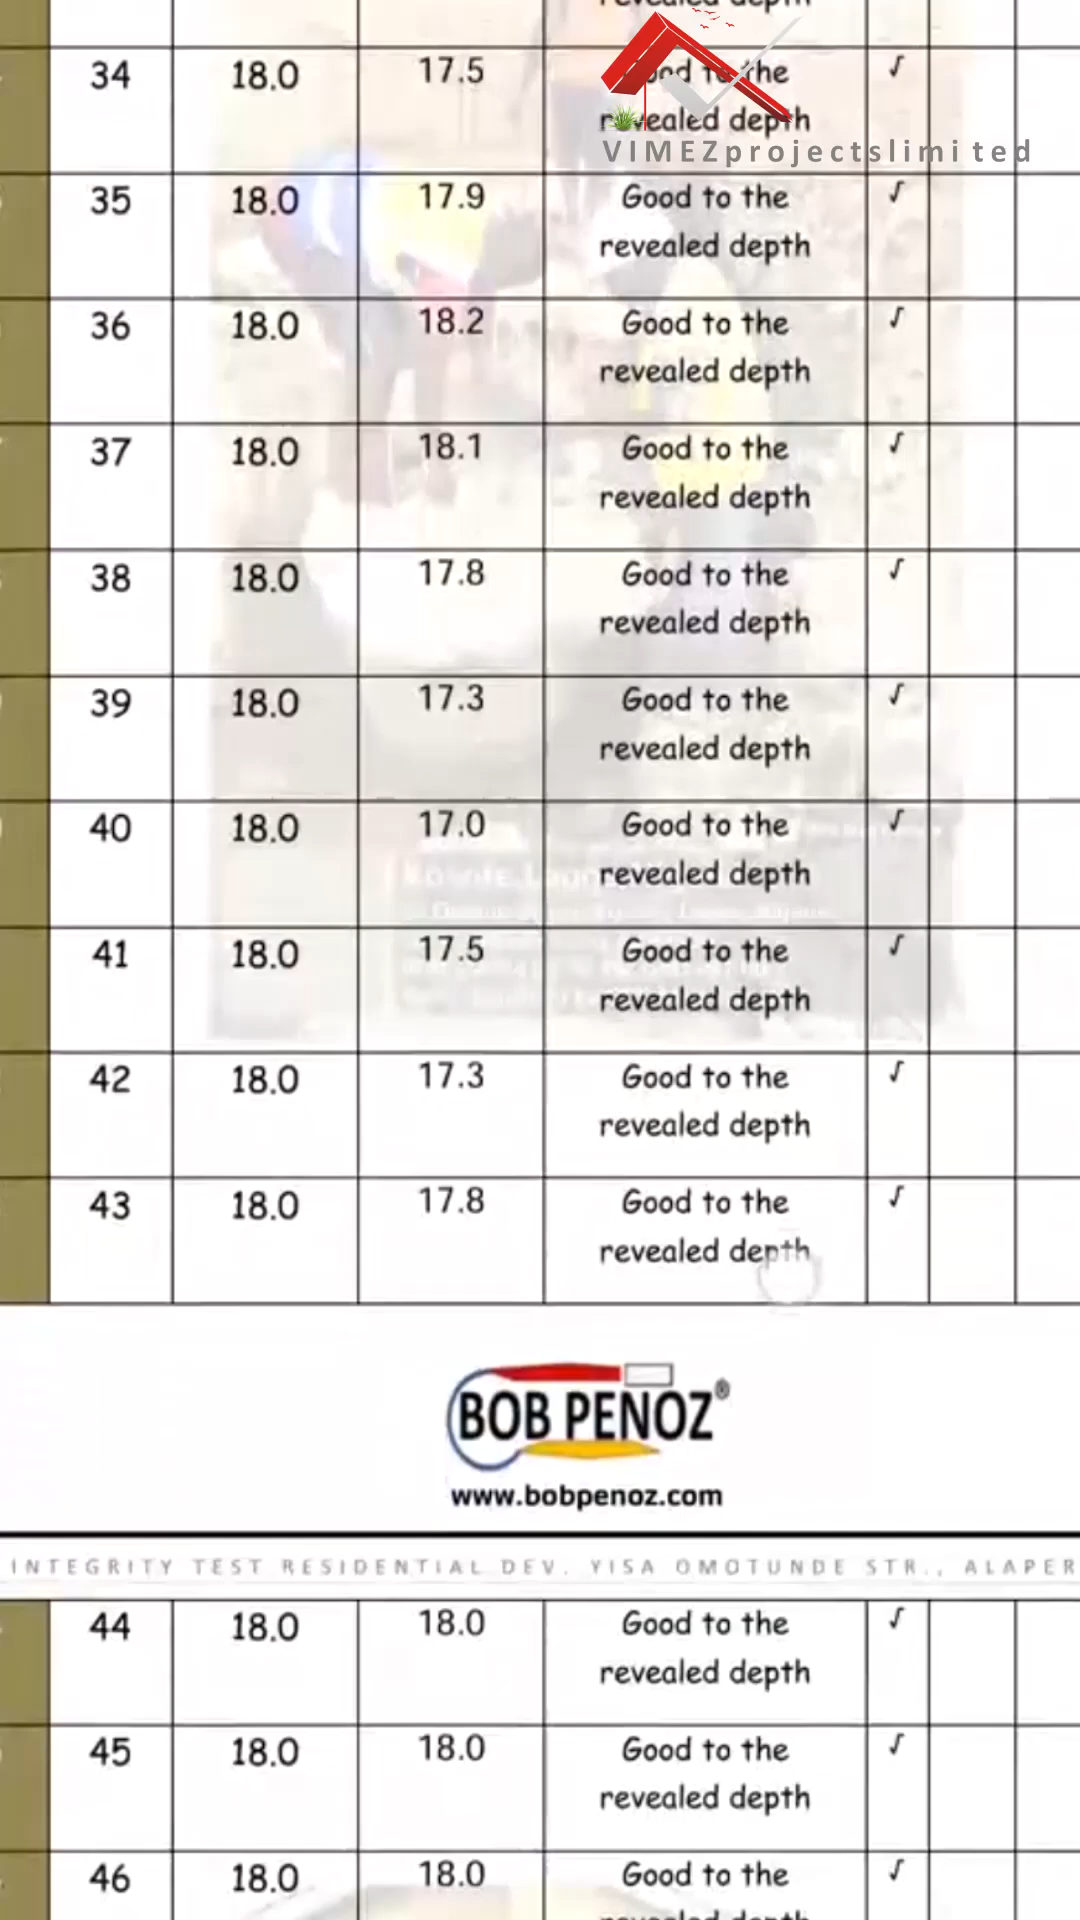 revealed depth
34 18.0 17.5 Good to the √
revealed depth
VIMEZprojectslimited
35 18.0 17.9 Good to the √
revealed depth
36 18.0 18.2 Good to the √
revealed depth
37 18.0 18.1 Good to the √
revealed depth
38 18.0 17.8 Good to the √
revealed depth
39 18.0 17.3 Good to the √
revealed depth
40 18.0 17.0 Good to the √
revealed depth
41 18.0 17.5 Good to the √
revealed depth
42 18.0 17.3 Good to the √
revealed depth
43 18.0 17.8 Good to the √
revealed depth
BOB PENOZ®
www.bobpenoz.com
INTEGRITY TEST RESIDENTIAL DEV. YISA OMOTUNDE STR., ALAPER
44 18.0 18.0 Good to the √
revealed depth
45 18.0 18.0 Good to the √
revealed depth
46 18.0 18.0 Good to the √
revealed depth